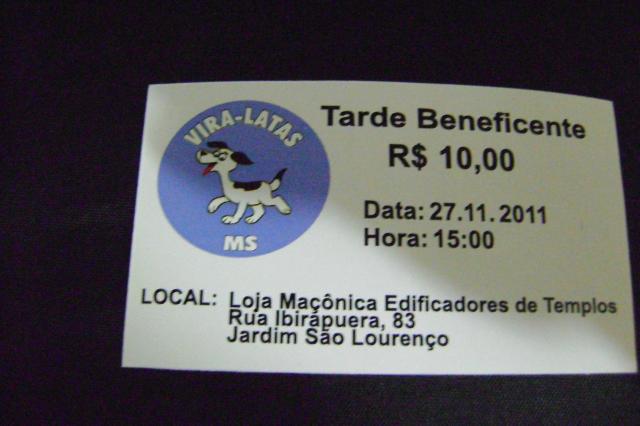 VIRA-LATAS
MS
Tarde Beneficente
R$ 10,00
Data: 27.11. 2011
Hora: 15:00
LOCAL: Loja Maçônica Edificadores de Templos
Rua Ibirapuera, 83
Jardim São Lourenço